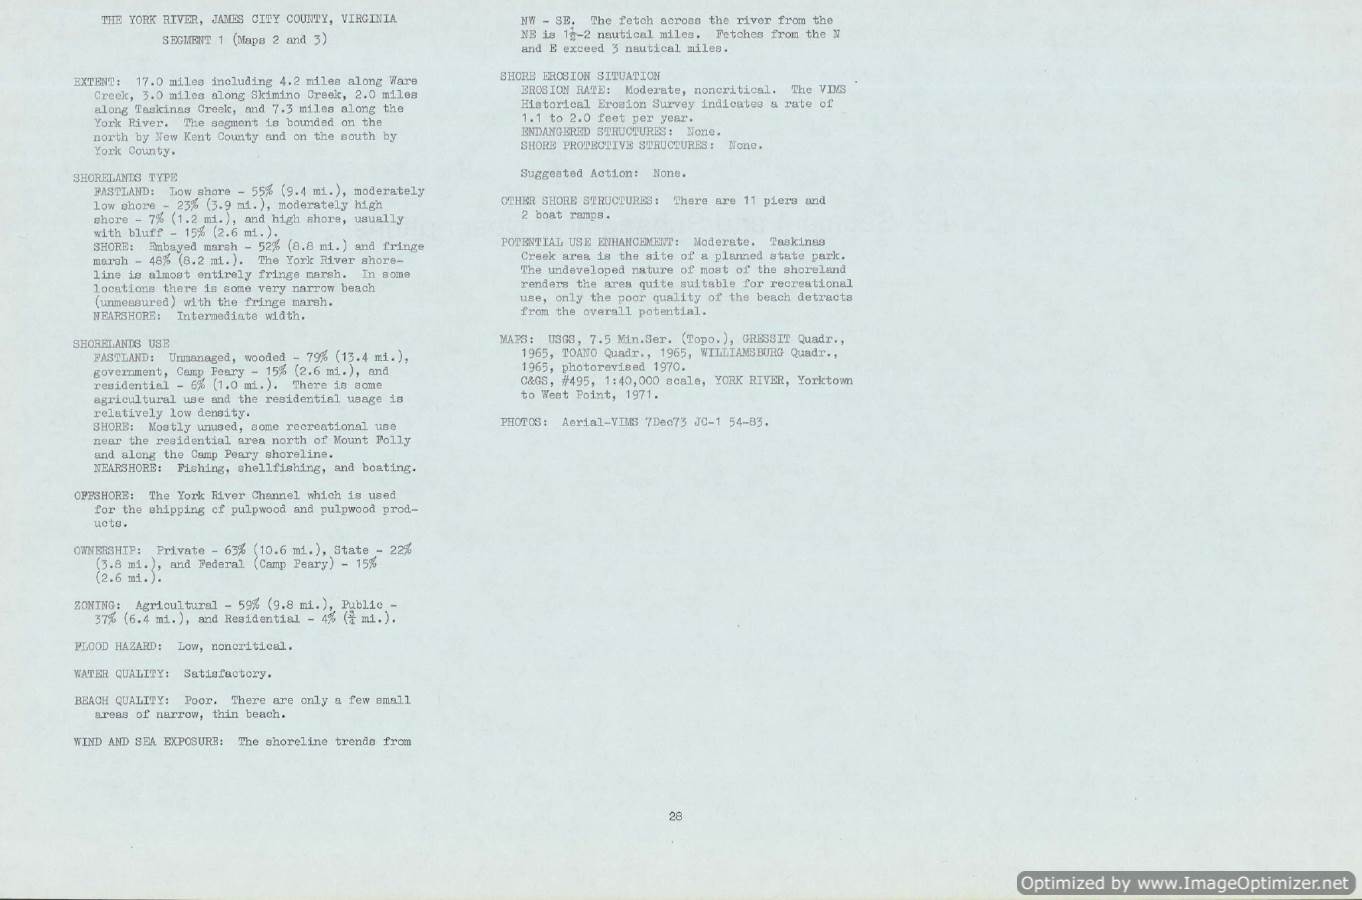 THE YORK RIVER, JAMES CITY COUNTY, VIRGINIA
SEGMENT 1 (Maps 2 and 3)
EXTENT: 17.0 miles including 4.2 miles along Ware
Creek, 3.0 miles along Skimino Creek, 2.0 miles
along Taskinas Creek, and 7.3 miles along the
York River. The segment is bounded on the
north by New Kent County and on the south by
York County.
SHORELANDS TYPE
FASTLAND: Low shore - 55% (9.4 mi.), moderately
low shore - 23% (3.9 mi.), moderately high
shore - 7% (1.2 mi.), and high shore, usually
with bluff - 15% (2.6 mi.).
SHORE: Embayed marsh - 52% (8.8 mi.) and fringe
marsh - 48% (8.2 mi.). The York River shore-
line is almost entirely fringe marsh. In some
locations there is some very narrow beach
(unmeasured) with the fringe marsh.
NEARSHORE: Intermediate width.
SHORELANDS USE
FASTLAND: Unmanaged, wooded - 79% (13.4 mi.),
government, Camp Peary - 15% (2.6 mi.), and
residential - 6% (1.0 mi.). There is some
agricultural use and the residential usage is
relatively low density.
SHORE: Mostly unused, some recreational use
near the residential area north of Mount Folly
and along the Camp Peary shoreline.
NEARSHORE: Fishing, shellfishing, and boating.
OFFSHORE: The York River Channel which is used
for the shipping of pulpwood and pulpwood prod-
ucts.
OWNERSHIP: Private - 63% (10.6 mi.), State - 22%
(3.8 mi.), and Federal (Camp Peary) - 15%
(2.6 mi.).
ZONING: Agricultural - 59% (9.8 mi.), Public -
37% (6.4 mi.), and Residential - 4% (¾ mi.).
FLOOD HAZARD: Low, noncritical.
WATER QUALITY: Satisfactory.
BEACH QUALITY: Poor. There are only a few small
areas of narrow, thin beach.
WIND AND SEA EXPOSURE: The shoreline trends from
NW - SE. The fetch across the river from the
NE is 1½-2 nautical miles. Fetches from the N
and E exceed 3 nautical miles.
SHORE EROSION SITUATION
EROSION RATE: Moderate, noncritical. The VIMS
Historical Erosion Survey indicates a rate of
1.1 to 2.0 feet per year.
ENDANGERED STRUCTURES: None.
SHORE PROTECTIVE STRUCTURES: None.
Suggested Action: None.
OTHER SHORE STRUCTURES: There are 11 piers and
2 boat ramps.
POTENTIAL USE ENHANCEMENT: Moderate. Taskinas
Creek area is the site of a planned state park.
The undeveloped nature of most of the shoreland
renders the area quite suitable for recreational
use, only the poor quality of the beach detracts
from the overall potential.
MAPS: USGS, 7.5 Min.Ser. (Topo.), GRESSIT Quadr.,
1965, TOANO Quadr., 1965, WILLIAMSBURG Quadr.,
1965, photorevised 1970.
C&GS, #495, 1:40,000 scale, YORK RIVER, Yorktown
to West Point, 1971.
PHOTOS: Aerial-VIMS 7Dec73 JC-1 54-83.
28
Optimized by www.ImageOptimizer.net